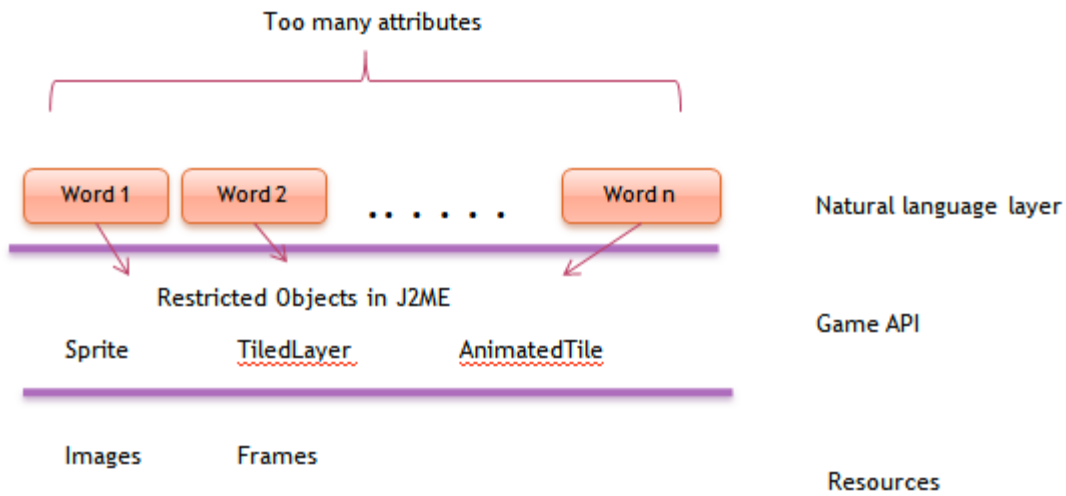 Too many attributes
Word 1 Word 2 . . . . . . Word n
Natural language layer
Restricted Objects in J2ME
Game API
Sprite TiledLayer AnimatedTile
Images Frames
Resources